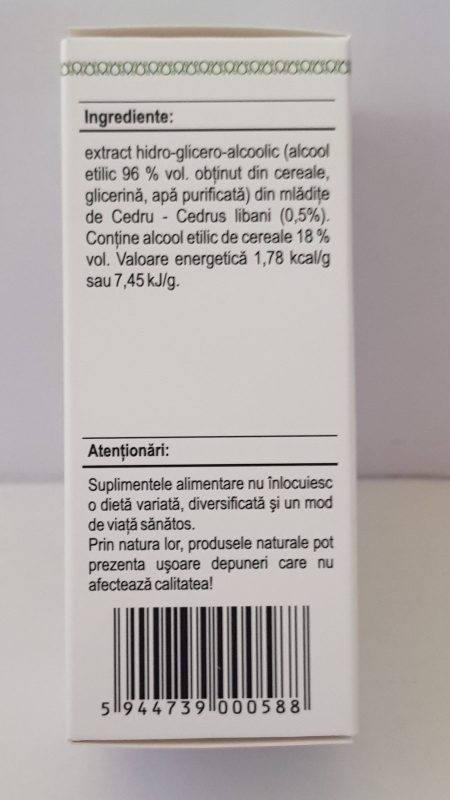 Ingrediente:
extract hidro-glicero-alcoolic (alcool
etilic 96 % vol. obținut din cereale,
glicerină, apă purificată) din mlădițe
de Cedru - Cedrus libani (0,5%).
Conține alcool etilic de cereale 18 %
vol. Valoare energetică 1,78 kcal/g
sau 7,45 kJ/g.
Atenționări:
Suplimentele alimentare nu înlocuiesc
o dietă variată, diversificată şi un mod
de viață sănătos.
Prin natura lor, produsele naturale pot
prezenta uşoare depuneri care nu
afectează calitatea!
5 944739 000588